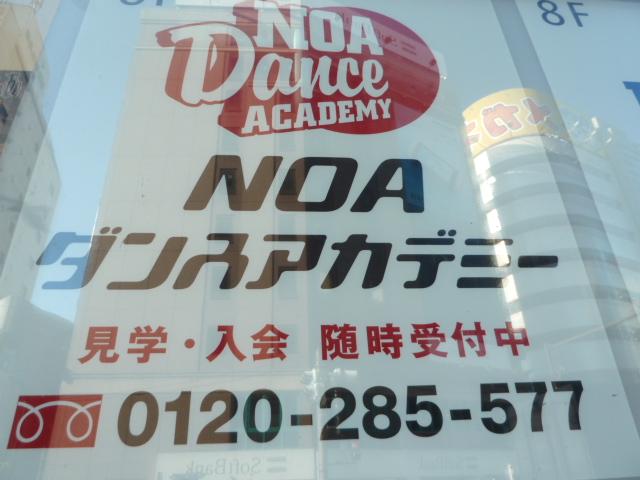 8F
NOA
Dance
ACADEMY
NOA
ダンスアカデミー
見学・入会 随時受付中
0120-285-577
SoftBank